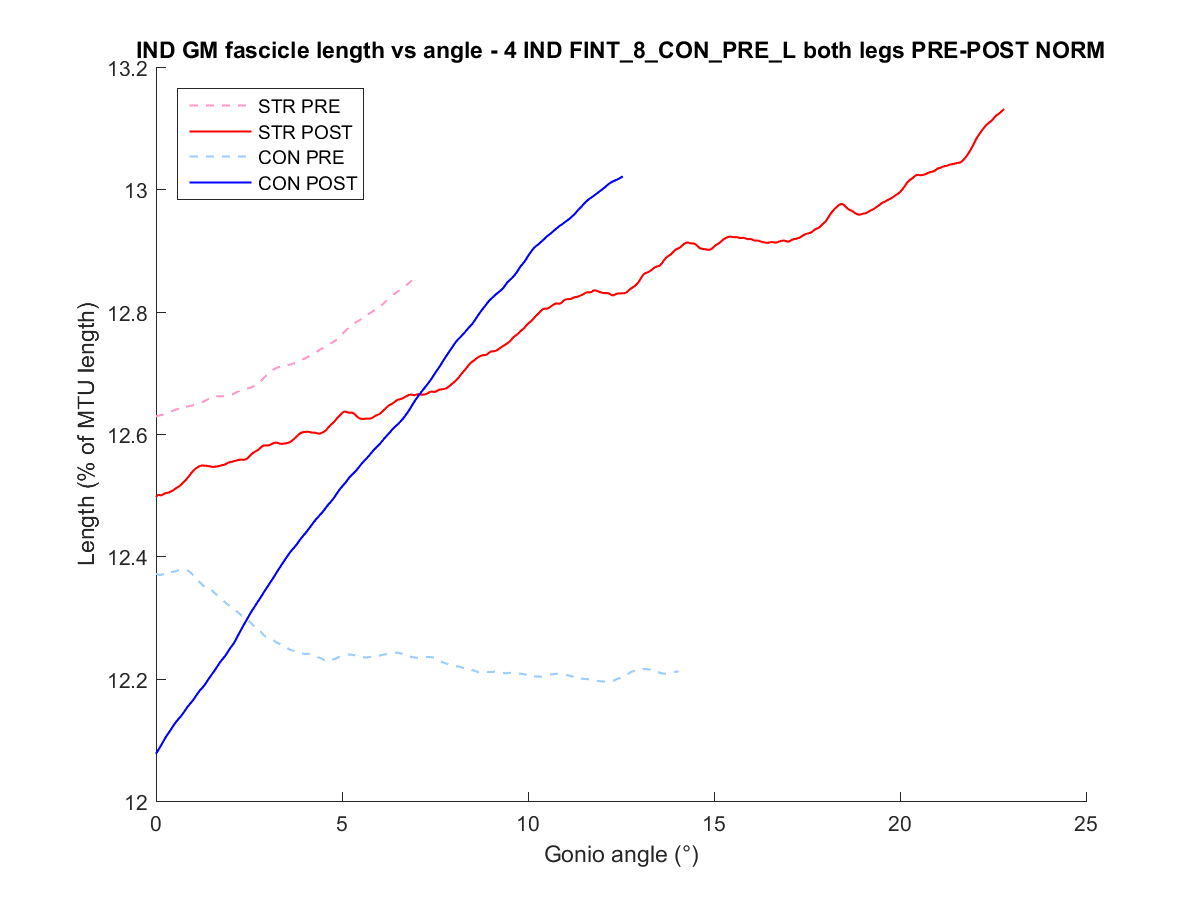 IND GM fascicle length vs angle - 4 IND FINT_8_CON_PRE_L both legs PRE-POST NORM
STR PRE
STR POST
CON PRE
CON POST
Length (% of MTU length)
13.2
13
12.8
12.6
12.4
12.2
12
0
5
10
15
20
25
Gonio angle (°)